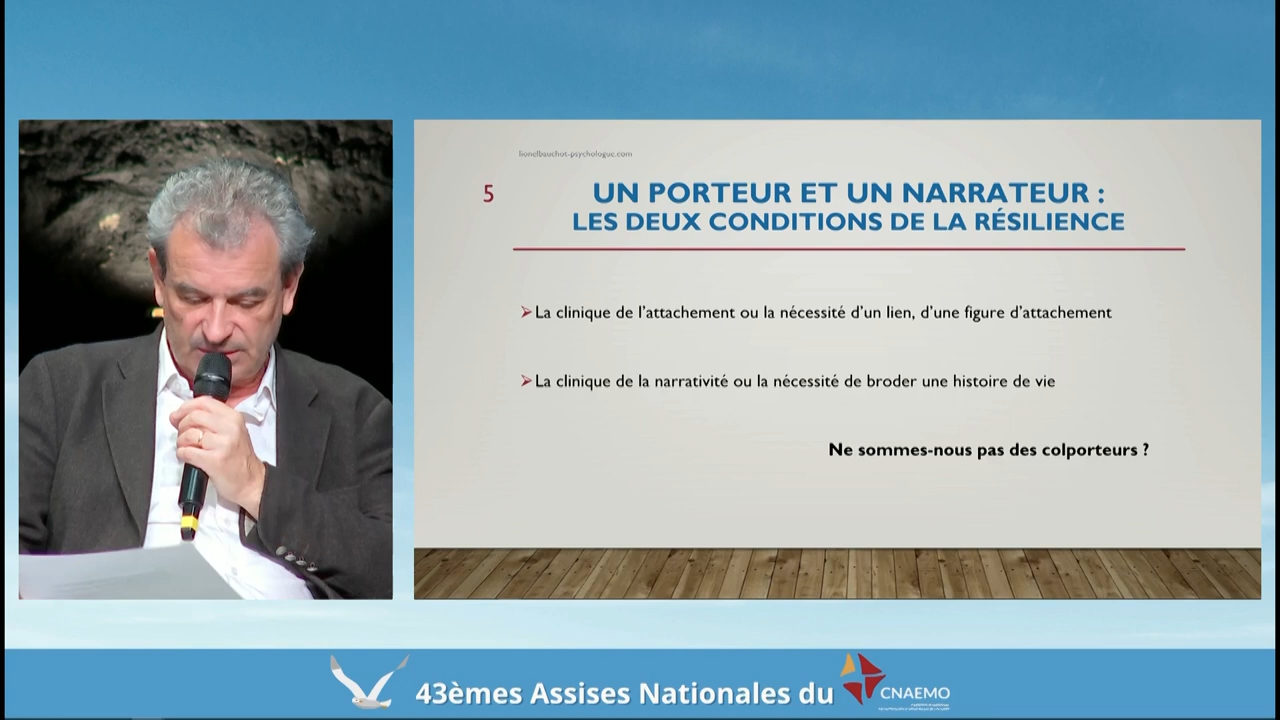 lionelbauchot-psychologue.com
5
UN PORTEUR ET UN NARRATEUR :
LES DEUX CONDITIONS DE LA RÉSILIENCE
La clinique de l'attachement ou la nécessité d'un lien, d'une figure d'attachement
La clinique de la narrativité ou la nécessité de broder une histoire de vie
Ne sommes-nous pas des colporteurs ?
43èmes Assises Nationales du
CNAEMO